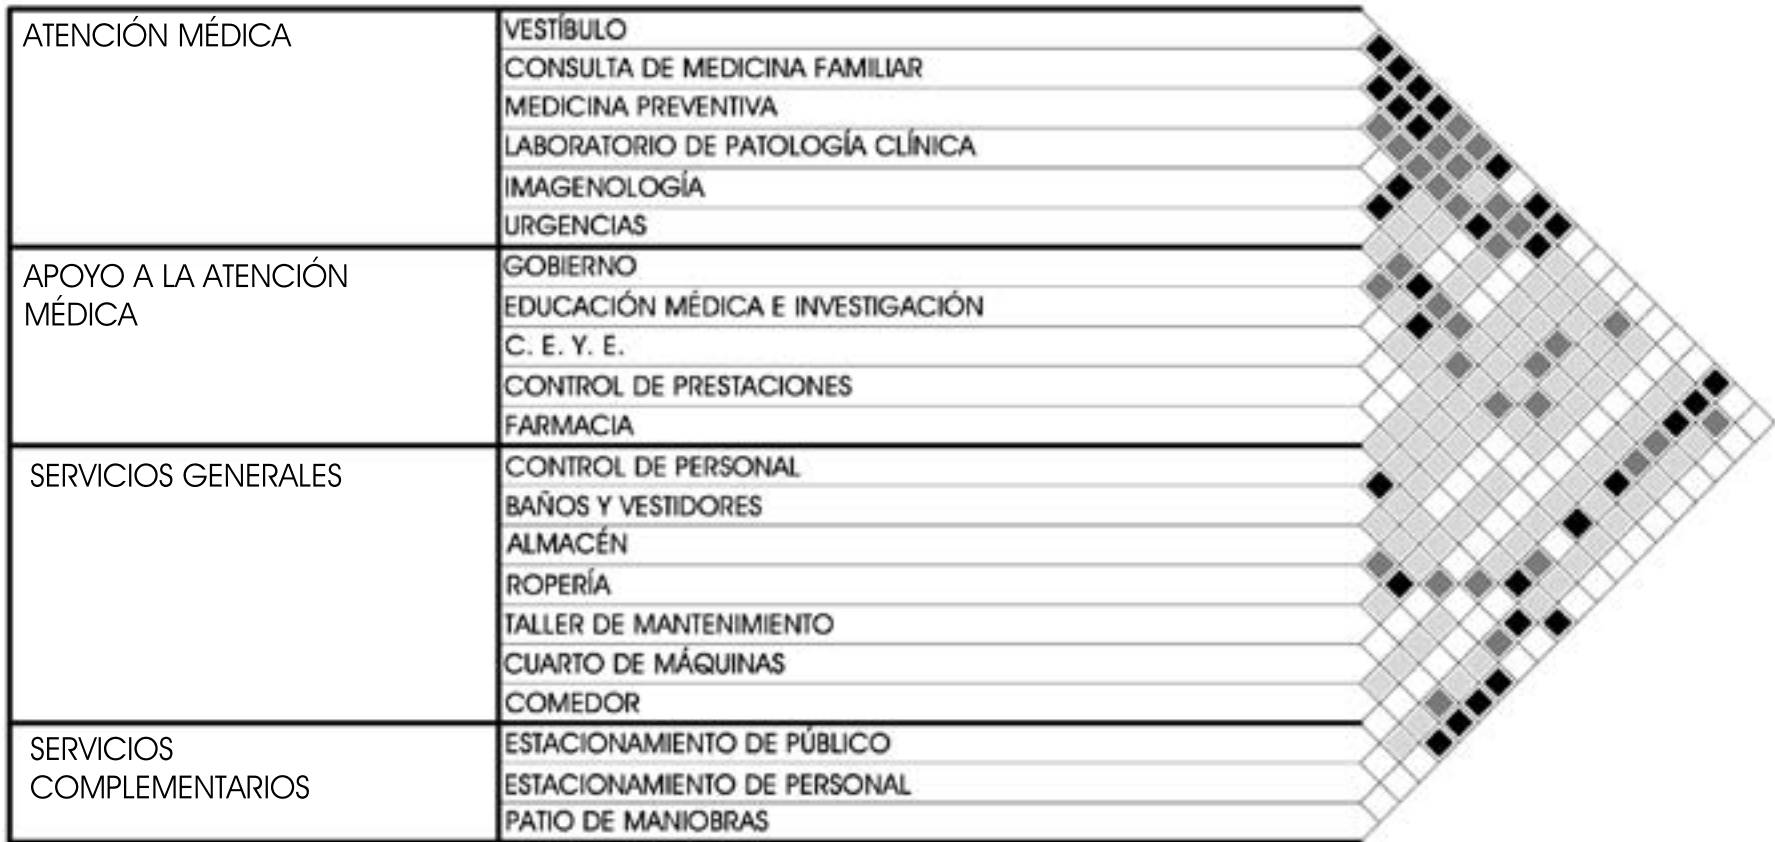 ATENCIÓN MÉDICA
VESTÍBULO
CONSULTA DE MEDICINA FAMILIAR
MEDICINA PREVENTIVA
LABORATORIO DE PATOLOGÍA CLÍNICA
IMAGENOLOGÍA
URGENCIAS
APOYO A LA ATENCIÓN
MÉDICA
GOBIERNO
EDUCACIÓN MÉDICA E INVESTIGACIÓN
C. E. Y. E.
CONTROL DE PRESTACIONES
FARMACIA
SERVICIOS GENERALES
CONTROL DE PERSONAL
BAÑOS Y VESTIDORES
ALMACÉN
ROPERÍA
TALLER DE MANTENIMIENTO
CUARTO DE MÁQUINAS
COMEDOR
SERVICIOS
COMPLEMENTARIOS
ESTACIONAMIENTO DE PÚBLICO
ESTACIONAMIENTO DE PERSONAL
PATIO DE MANIOBRAS